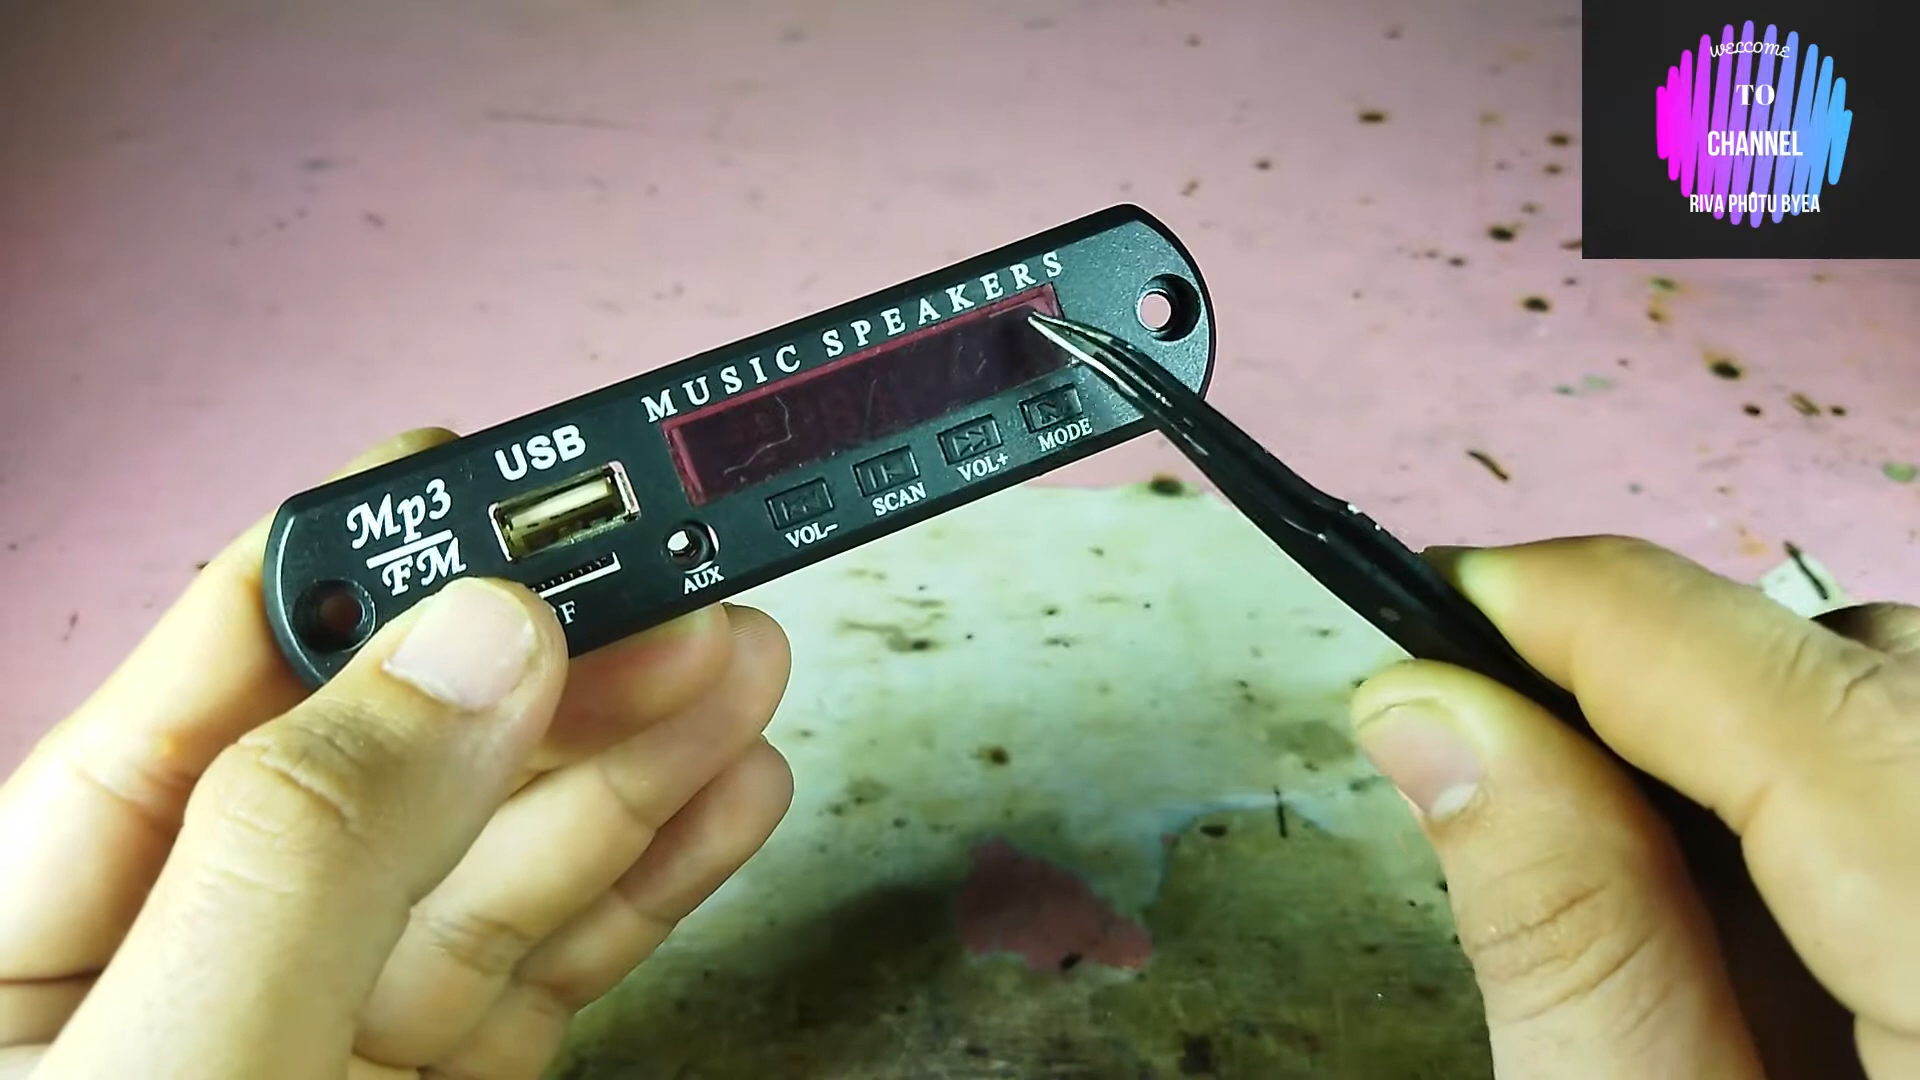 WELCOME
TO
CHANNEL
RIVA PHOTU BYEA
MUSIC SPEAKERS
USB
Mp3
FM
F
AUX
VOL-
SCAN
VOL+
MODE